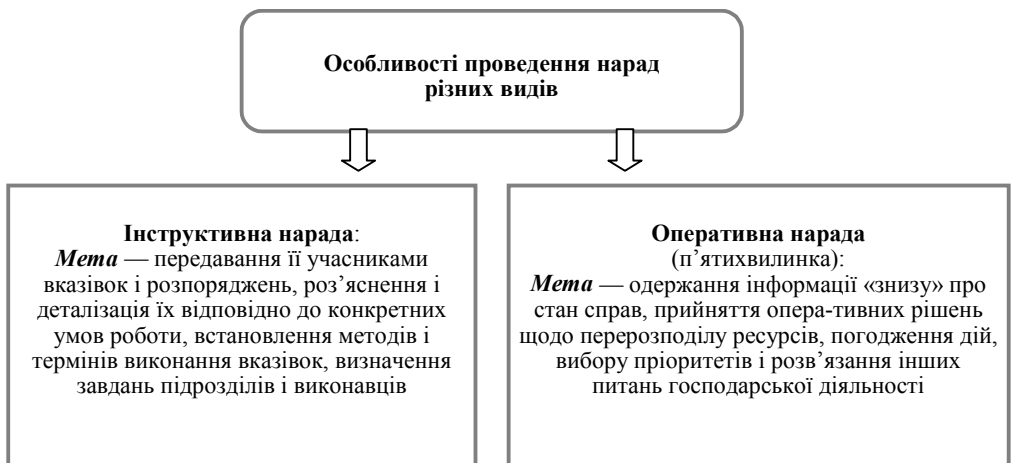 Особливості проведення нарад
різних видів
Інструктивна нарада:
Мета — передавання її учасниками
вказівок і розпоряджень, роз’яснення і
деталізація їх відповідно до конкретних
умов роботи, встановлення методів і
термінів виконання вказівок, визначення
завдань підрозділів і виконавців
Оперативна нарада
(п’ятихвилинка):
Мета — одержання інформації «знизу» про
стан справ, прийняття опера-тивних рішень
щодо перерозподілу ресурсів, погодження дій,
вибору пріоритетів і розв’язання інших
питань господарської діяльності